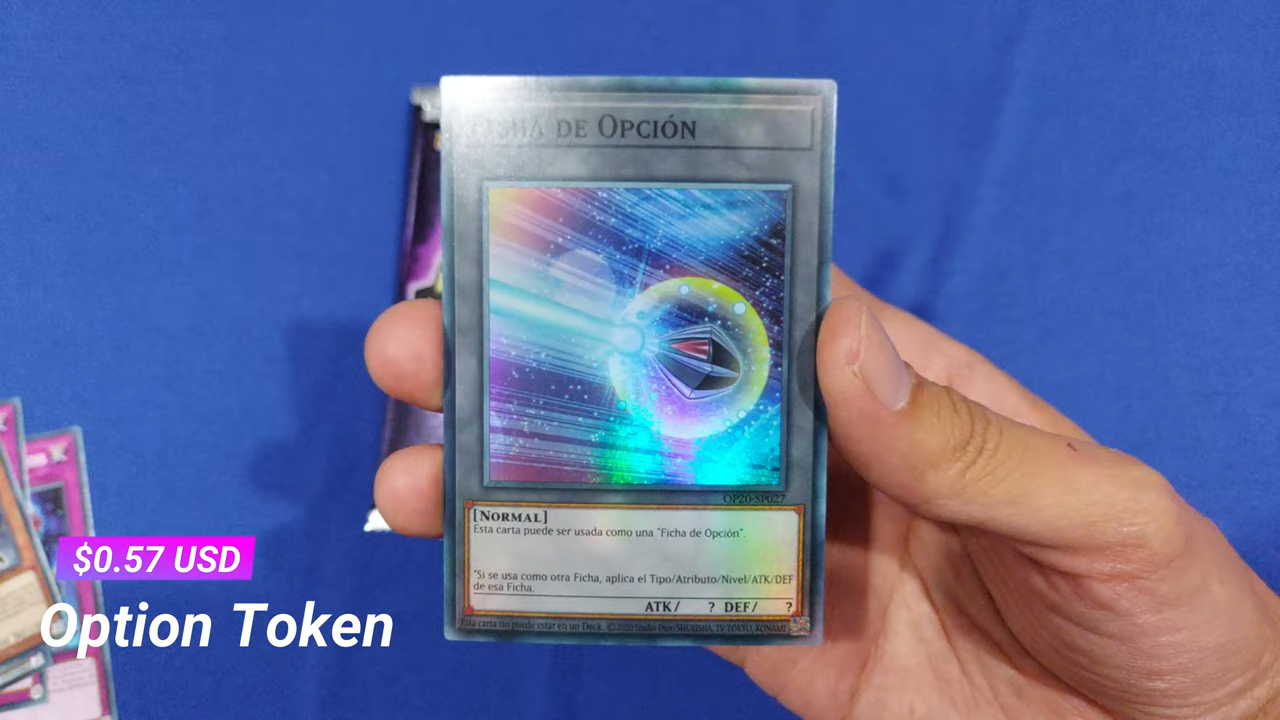 DE OPCIÓN
OP20-SP027
[NORMAL]
Esta carta puede ser usada como una "Ficha de Opción".
*Si se usa como otra Ficha, aplica el Tipo/Atributo/Nivel/ATK/DEF
de esa Ficha.
ATK/ ? DEF/ ?
Esta carta no puede estar en un Deck. ©2020 Studio Dice/SHUEISHA, TV TOKYO, KONAMI
$0.57 USD
Option Token